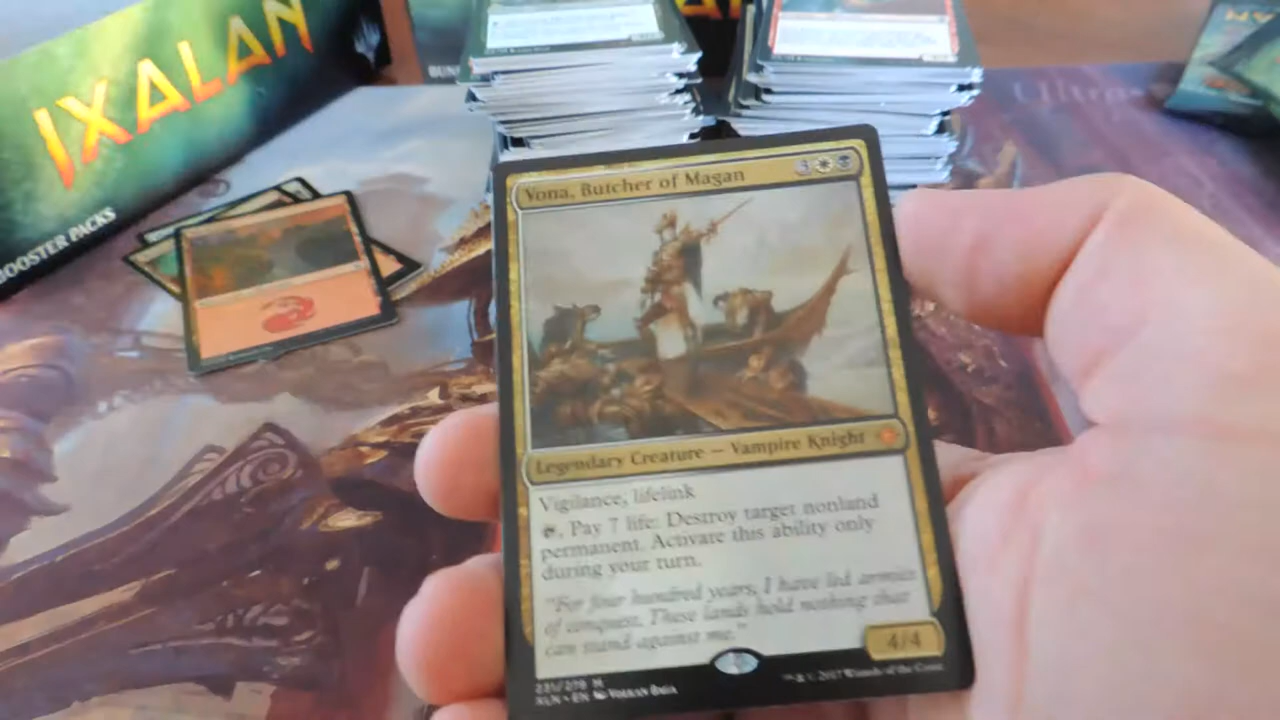 IXALAN
BOOSTER PACKS
Vona, Butcher of Magan
3
Legendary Creature — Vampire Knight
Vigilance, lifelink
, Pay 7 life: Destroy target nonland
permanent. Activate this ability only
during your turn.
"For four hundred years, I have led armies
of conquest. These lands hold nothing that
can stand against me."
4/4
231/279 M
XLN • EN VOLKAN BAĞA
™ & © 2017 Wizards of the Coast